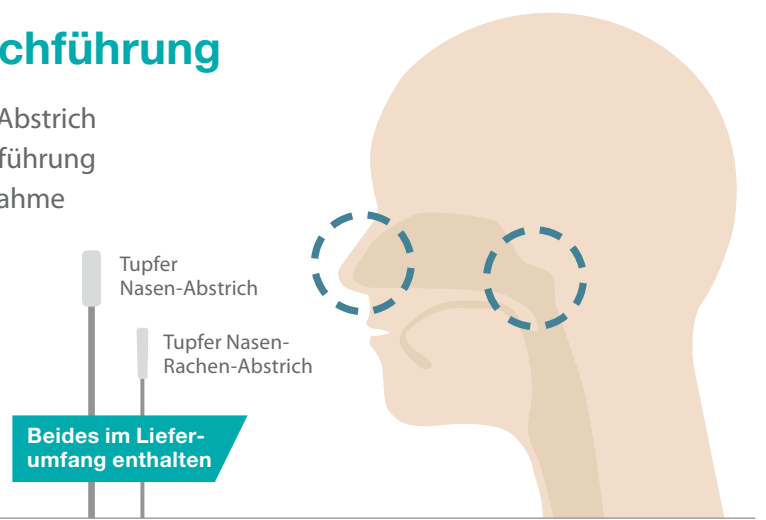 chführung
Abstrich
führung
ahme
Tupfer
Nasen-Abstrich
Tupfer Nasen-
Rachen-Abstrich
Beides im Liefer-
umfang enthalten